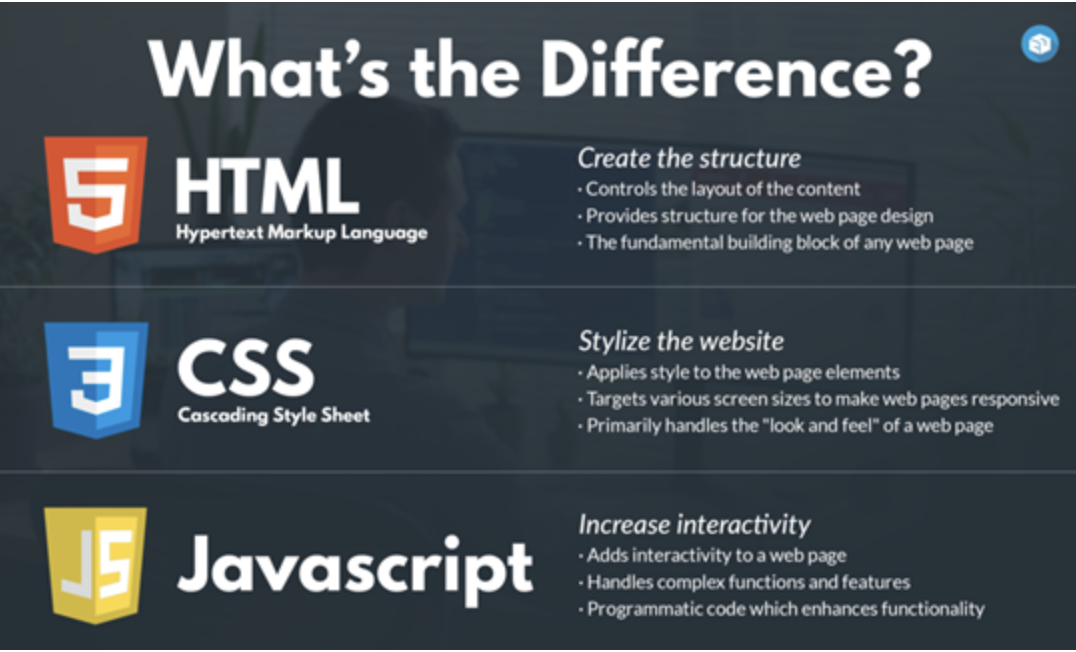 What's the Difference?
5
HTML
Hypertext Markup Language
Create the structure
· Controls the layout of the content
· Provides structure for the web page design
· The fundamental building block of any web page
3
CSS
Cascading Style Sheet
Stylize the website
· Applies style to the web page elements
· Targets various screen sizes to make web pages responsive
· Primarily handles the "look and feel" of a web page
JS
Javascript
Increase interactivity
· Adds interactivity to a web page
· Handles complex functions and features
· Programmatic code which enhances functionality